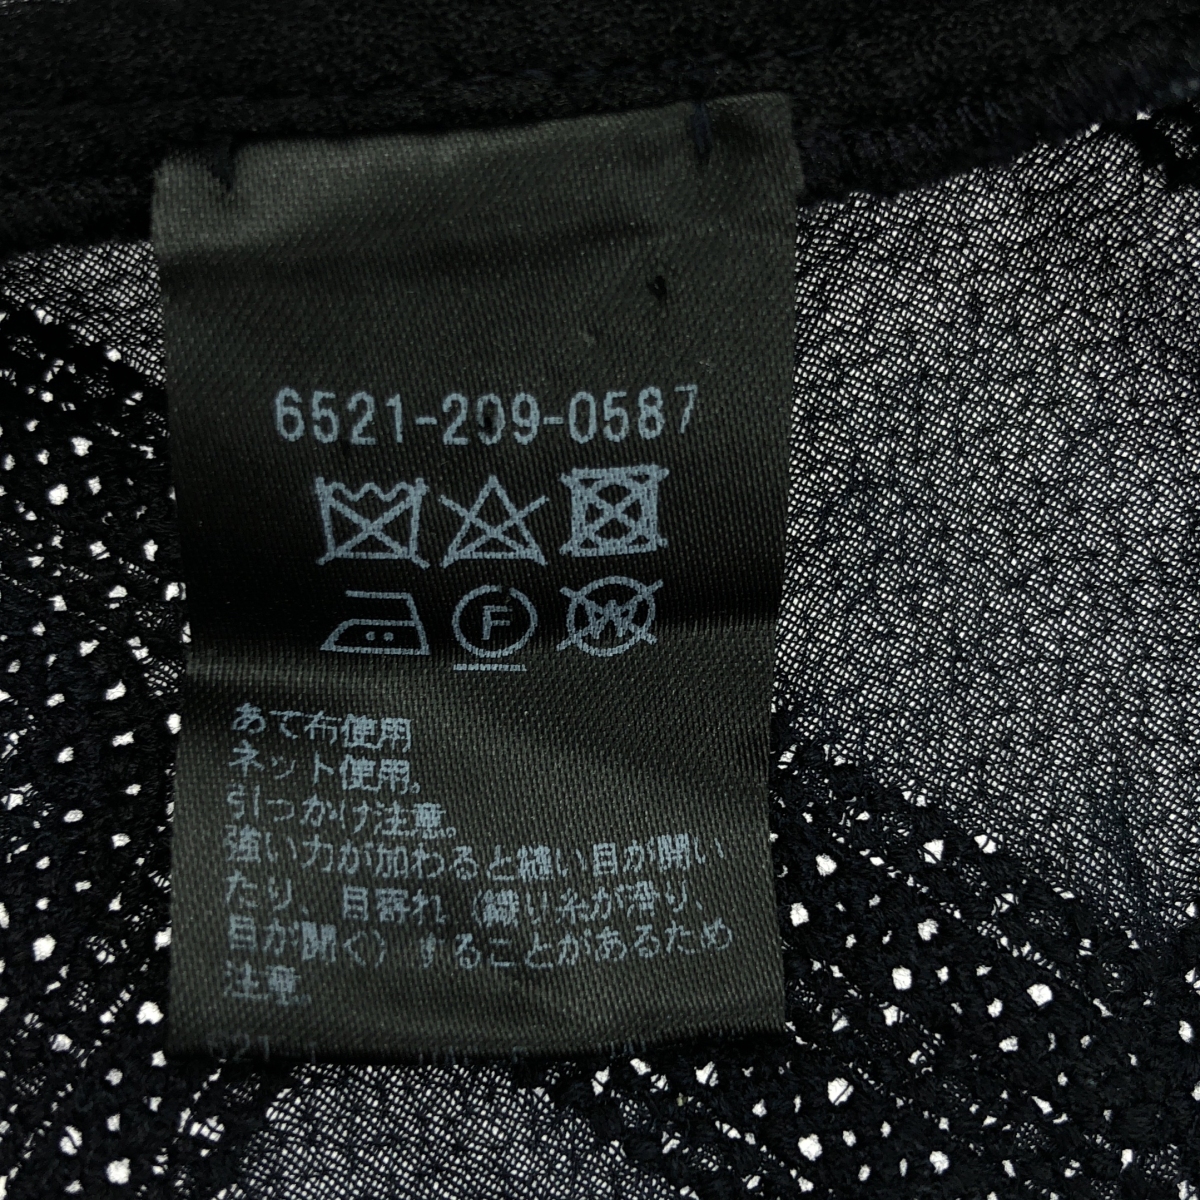 6521-209-0587
F
W
あて布使用
ネット使用。
引っかけ注意。
強い力が加わると縫い目が開い
たり、目寄れ（織り糸が滑り、
目が開く）することがあるため
注意。